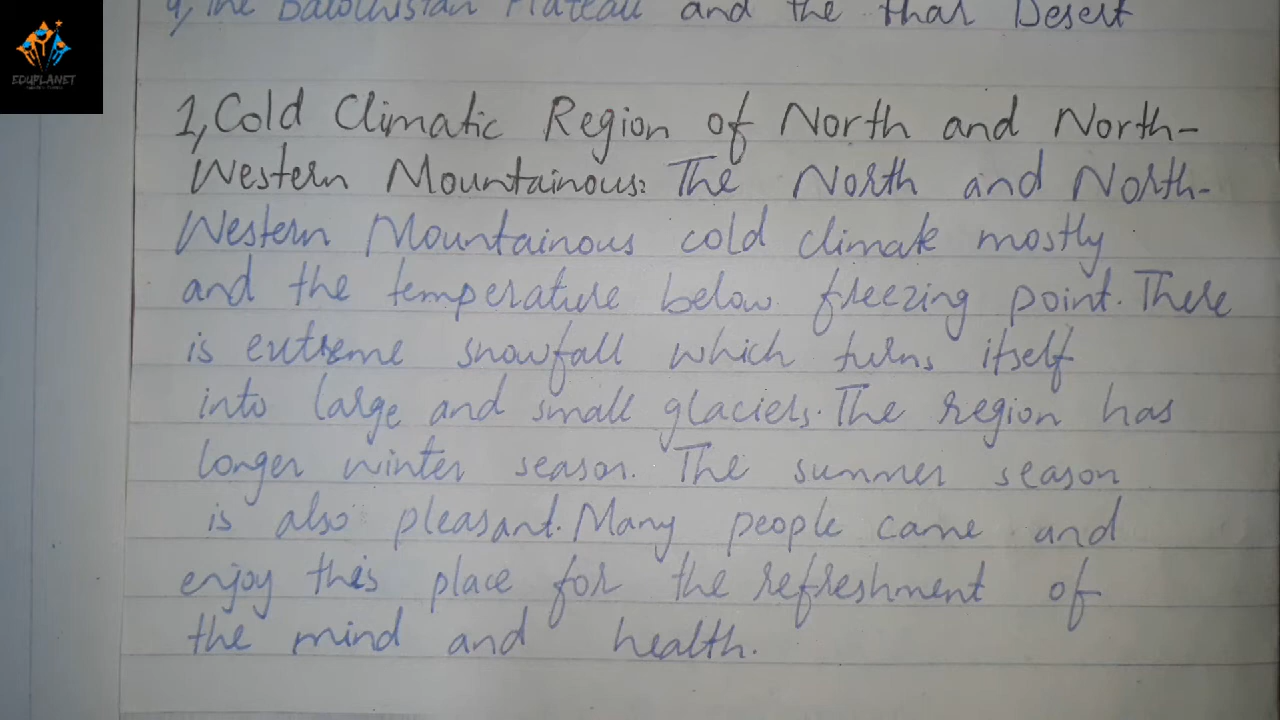 4, The Balochistan Plateau and the thar Desert
EDUPLANET
1, Cold Climatic Region of North and North-
Western Mountainous: The North and North-
Western Mountainous cold climate mostly
and the temperature below freezing point. There
is extreme snowfall which turns itself
into large and small glaciers. The region has
longer winter season. The summer season
is also pleasant. Many people came and
enjoy this place for the refreshment of
the mind and health.